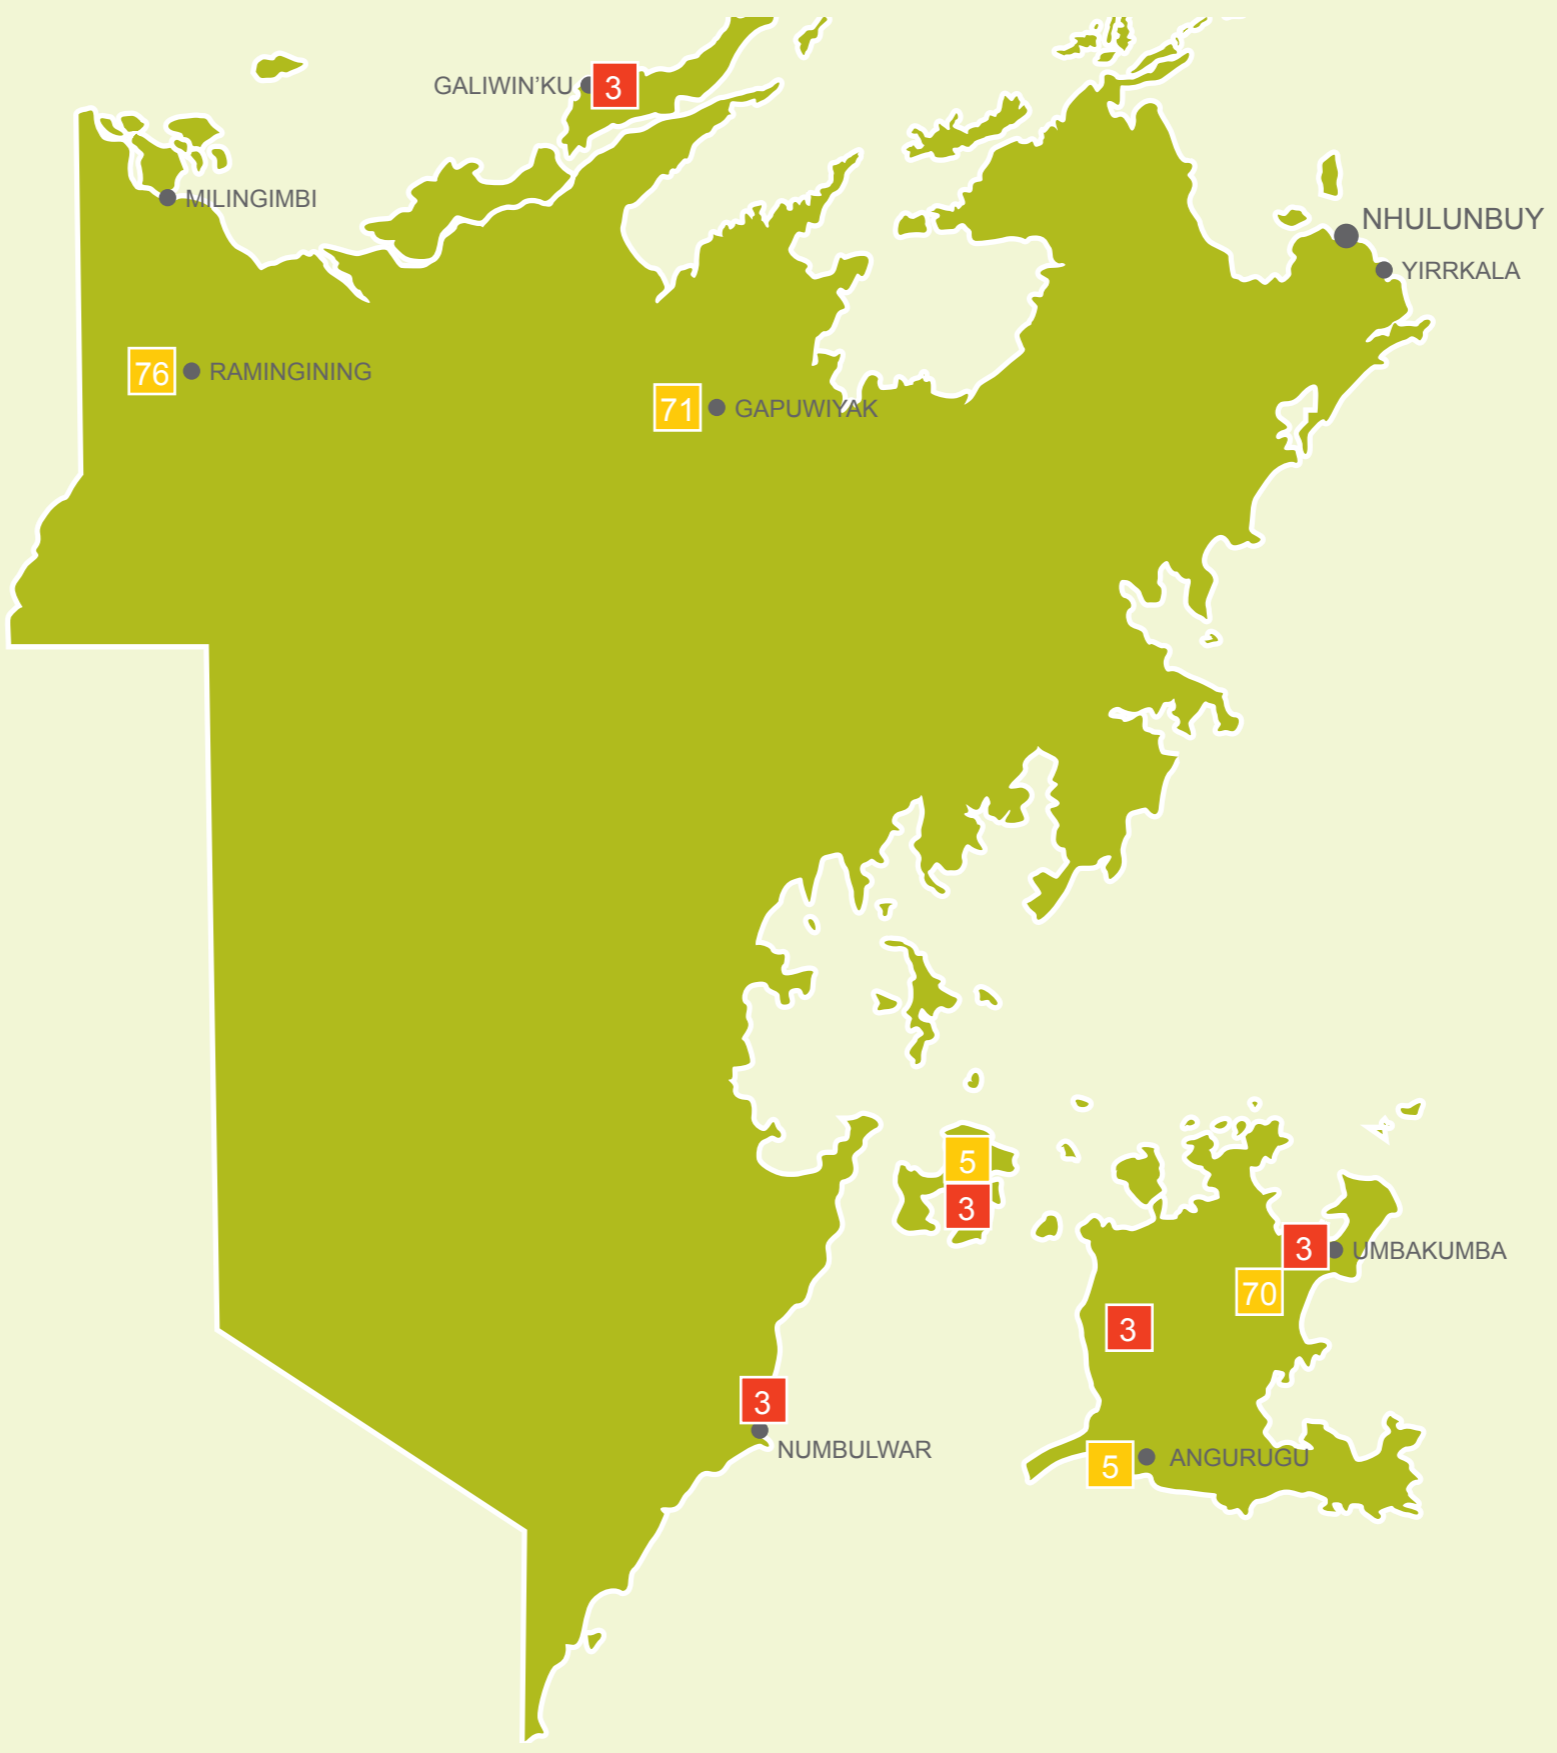 GALIWIN’KU
3
MILINGIMBI
NHULUNBUY
YIRRKALA
76
RAMINGINING
71
GAPUWIYAK
5
3
3
UMBAKUMBA
70
3
3
NUMBULWAR
5
ANGURUGU